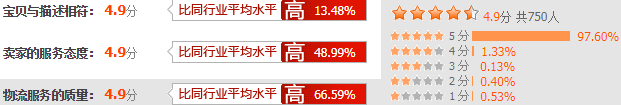 宝贝与描述相符： 4.9分 比同行业平均水平 高 13.48%
卖家的服务态度： 4.9分 比同行业平均水平 高 48.99%
物流服务的质量： 4.9分 比同行业平均水平 高 66.59%
4.9分 共750人
5 分 97.60%
4 分 1.33%
3 分 0.13%
2 分 0.40%
1 分 0.53%